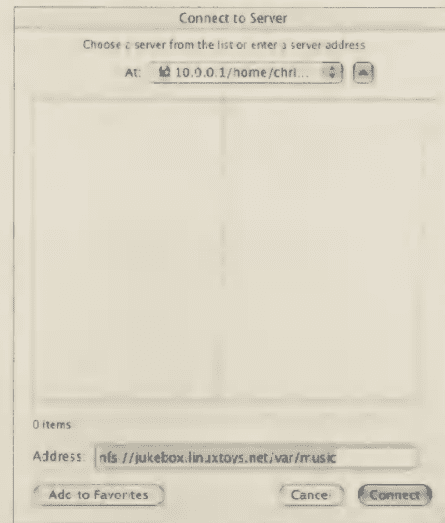 Connect to Server
Choose a server from the list or enter a server address
At: 10.0.0.1/home/chri...
0 items
Address: nfs://jukebox.linuxtoys.net/var/music
Add to Favorites
Cancel
Connect